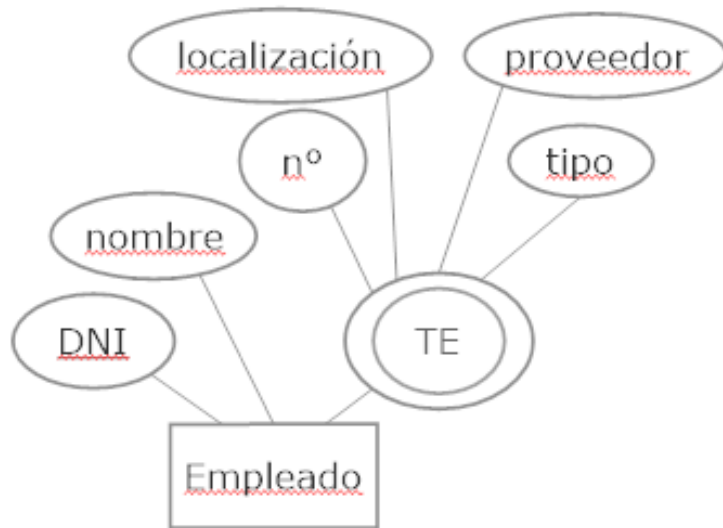 localización
proveedor
nº
tipo
nombre
DNI
TE
Empleado